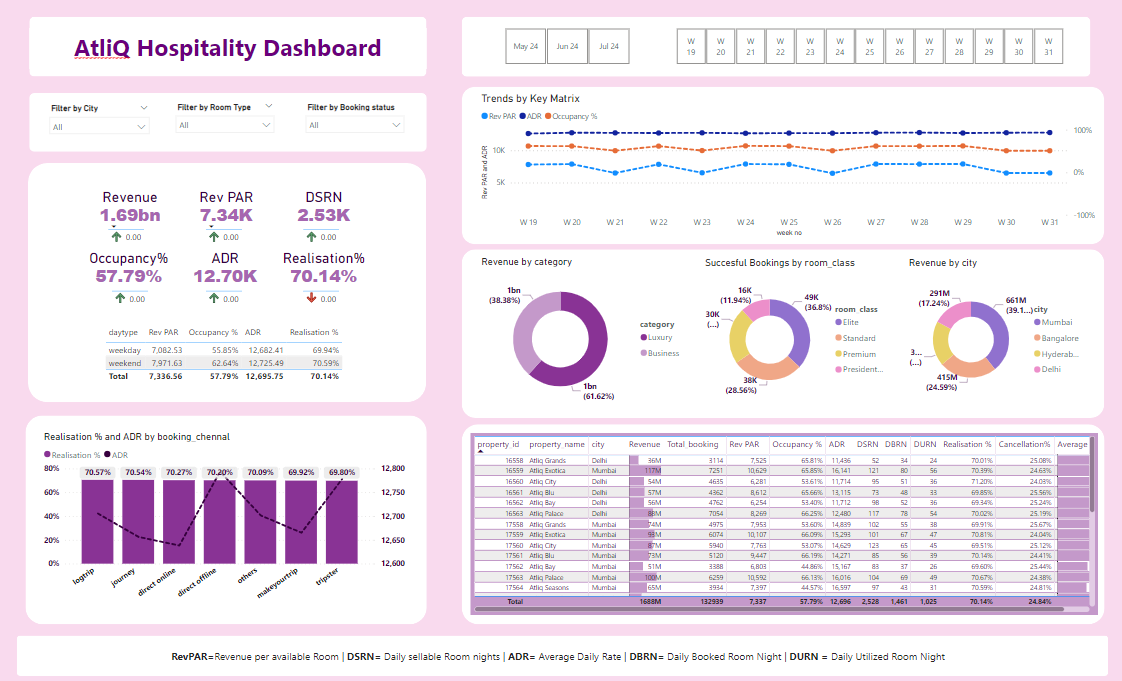 AtliQ Hospitality Dashboard
May 24 Jun 24 Jul 24
W 19 W 20 W 21 W 22 W 23 W 24 W 25 W 26 W 27 W 28 W 29 W 30 W 31
Filter by City Filter by Room Type Filter by Booking status
All All All
Revenue Rev PAR DSRN
1.69bn 7.34K 2.53K
0.00 0.00 0.00
Occupancy% ADR Realisation%
57.79% 12.70K 70.14%
0.00 0.00 0.00
daytype Rev PAR Occupancy % ADR Realisation %
weekday 7,082.53 55.85% 12,682.41 69.94%
weekend 7,971.63 62.64% 12,725.49 70.59%
Total 7,336.56 57.79% 12,695.75 70.14%
Trends by Key Matrix
Rev PAR ADR Occupancy %
Rev PAR and ADR
10K
5K
100%
0%
-100%
W 19 W 20 W 21 W 22 W 23 W 24 W 25 W 26 W 27 W 28 W 29 W 30 W 31
week no
Revenue by category
1bn
(38.38%)
1bn
(61.62%)
category
Luxury
Business
Succesful Bookings by room_class
16K
(11.94%)
49K
(36.8%)
30K
(...)
38K
(28.56%)
room_class
Elite
Standard
Premium
President...
Revenue by city
291M
(17.24%)
661M
(39.1...)
3...
(...)
415M
(24.59%)
city
Mumbai
Bangalore
Hyderab...
Delhi
Realisation % and ADR by booking_chennal
Realisation % ADR
80%
60%
40%
20%
0%
70.57% 70.54% 70.27% 70.20% 70.09% 69.92% 69.80%
12,800
12,750
12,700
12,650
12,600
logtrip journey direct online direct offline others makeyourtrip tripster
property_id property_name city Revenue Total_booking Rev PAR Occupancy % ADR DSRN DBRN DURN Realisation % Cancellation% Average
16558 Atliq Grands Delhi 36M 3114 7,525 65.81% 11,436 52 34 24 70.01% 25.08%
16559 Atliq Exotica Mumbai 117M 7251 10,629 65.85% 16,141 121 80 56 70.39% 24.63%
16560 Atliq City Delhi 54M 4635 6,281 53.61% 11,714 95 51 36 71.20% 24.03%
16561 Atliq Blu Delhi 57M 4362 8,612 65.66% 13,115 73 48 33 69.85% 25.56%
16562 Atliq Bay Delhi 56M 4762 6,254 53.40% 11,712 98 52 36 69.34% 25.24%
16563 Atliq Palace Delhi 88M 7054 8,269 66.25% 12,480 117 78 54 70.02% 25.19%
17558 Atliq Grands Mumbai 74M 4975 7,953 53.60% 14,839 102 55 38 69.91% 25.67%
17559 Atliq Exotica Mumbai 93M 6074 10,107 66.09% 15,293 101 67 47 70.81% 24.04%
17560 Atliq City Mumbai 87M 5940 7,763 53.07% 14,629 123 65 45 69.51% 25.12%
17561 Atliq Blu Mumbai 73M 5120 9,447 66.19% 14,271 85 56 39 70.14% 24.41%
17562 Atliq Bay Mumbai 51M 3388 6,803 44.86% 15,167 83 37 26 69.60% 25.44%
17563 Atliq Palace Mumbai 100M 6259 10,592 66.13% 16,016 104 69 49 70.67% 24.38%
17564 Atliq Seasons Mumbai 65M 3934 7,397 44.57% 16,597 97 43 31 70.59% 24.81%
Total 1688M 132939 7,337 57.79% 12,696 2,528 1,461 1,025 70.14% 24.84%
RevPAR=Revenue per available Room | DSRN= Daily sellable Room nights | ADR= Average Daily Rate | DBRN= Daily Booked Room Night | DURN = Daily Utilized Room Night